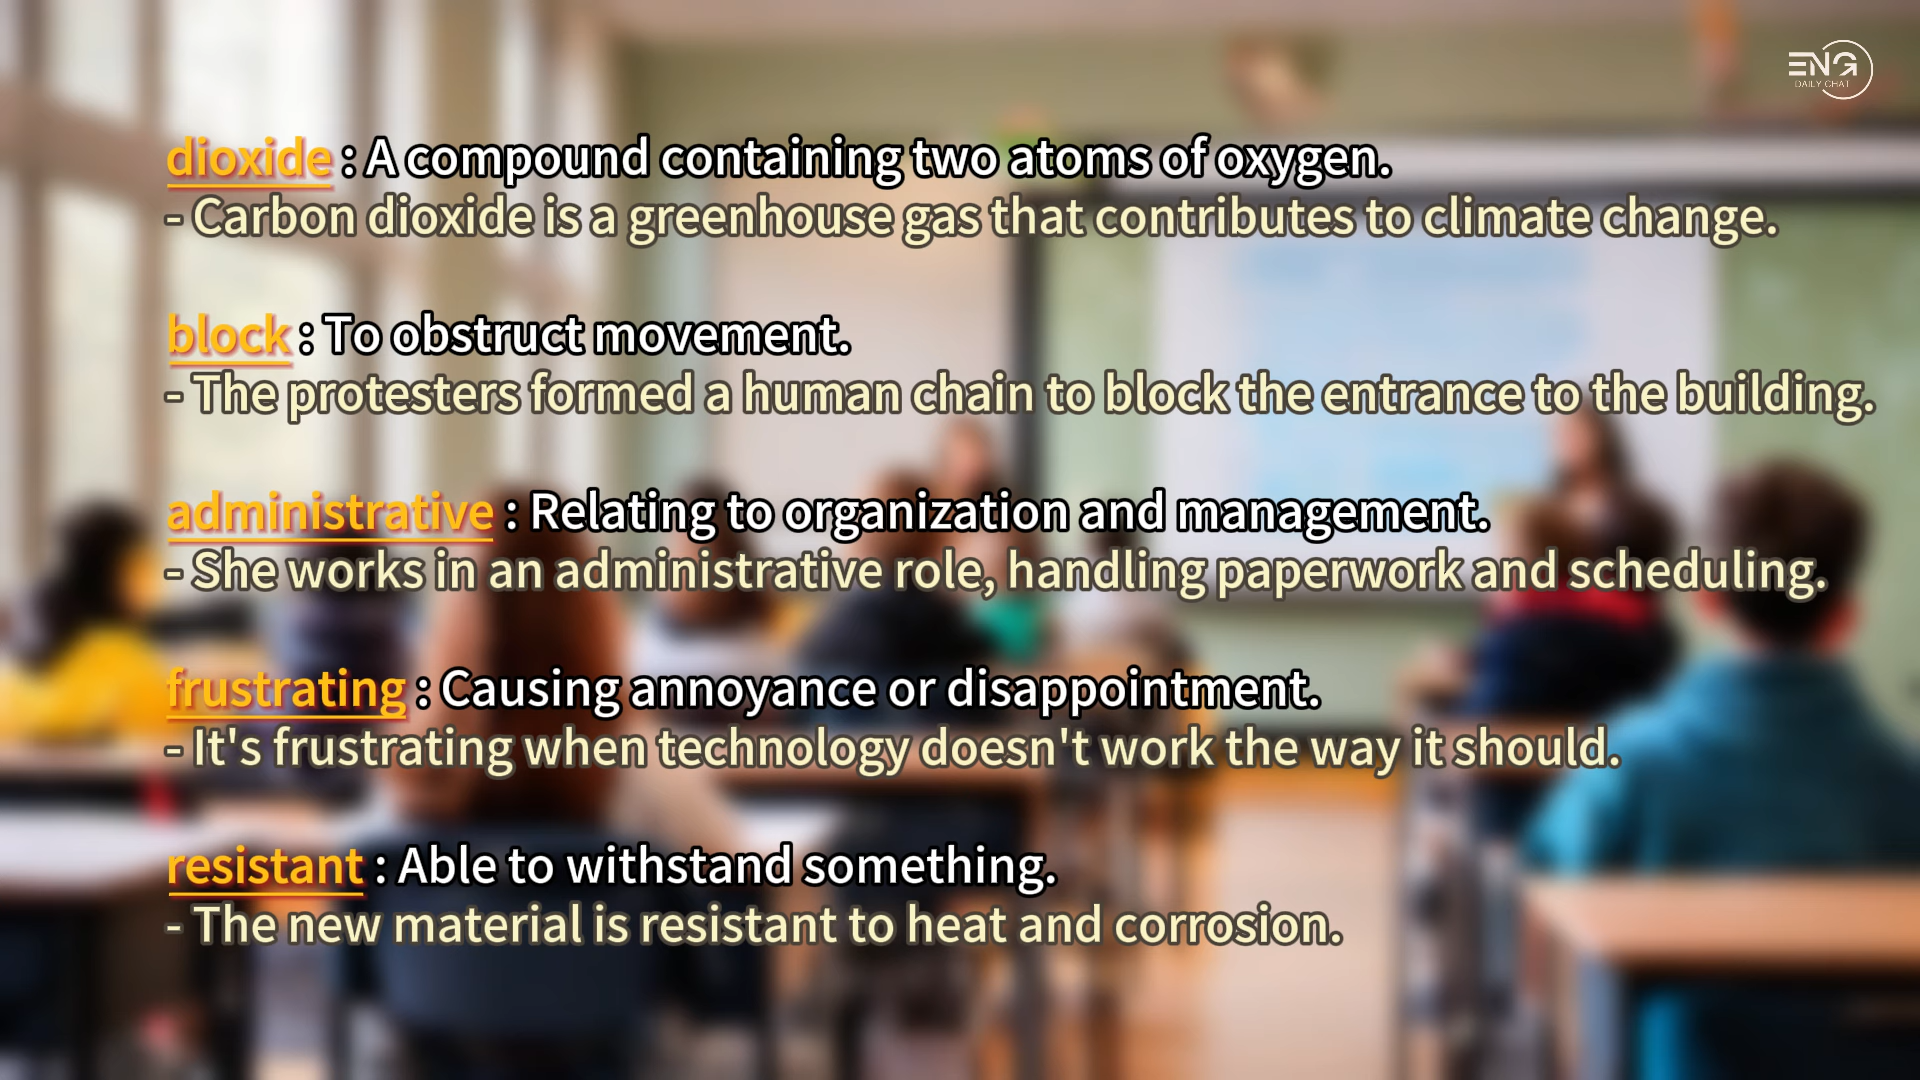 ENG
DAILY CHAT
dioxide : A compound containing two atoms of oxygen.
- Carbon dioxide is a greenhouse gas that contributes to climate change.
block : To obstruct movement.
- The protesters formed a human chain to block the entrance to the building.
administrative : Relating to organization and management.
- She works in an administrative role, handling paperwork and scheduling.
frustrating : Causing annoyance or disappointment.
- It's frustrating when technology doesn't work the way it should.
resistant : Able to withstand something.
- The new material is resistant to heat and corrosion.